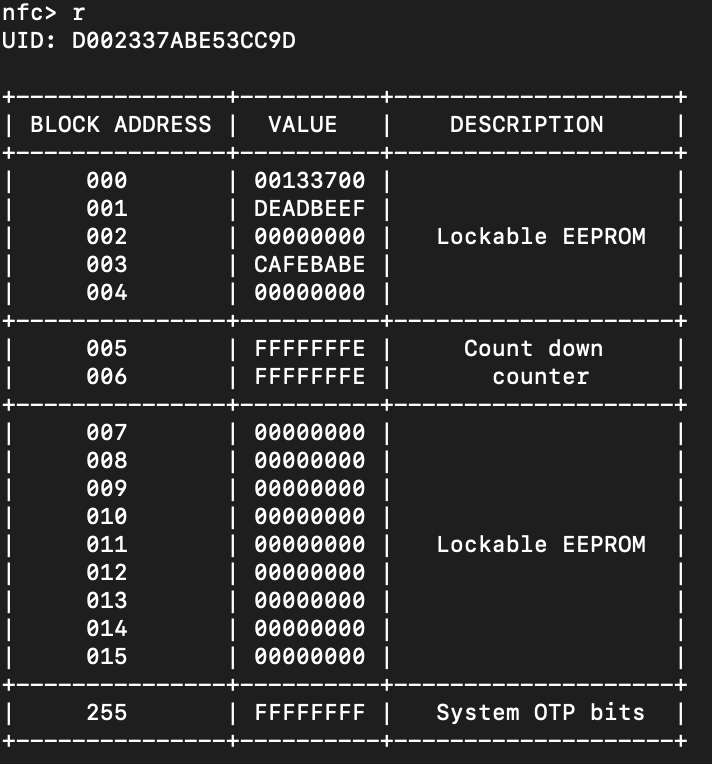 nfc> r
UID: D002337ABE53CC9D
+---------------+----------+--------------------+
| BLOCK ADDRESS | VALUE | DESCRIPTION |
+---------------+----------+--------------------+
| 000 | 00133700 | |
| 001 | DEADBEEF | |
| 002 | 00000000 | Lockable EEPROM |
| 003 | CAFEBABE | |
| 004 | 00000000 | |
+---------------+----------+--------------------+
| 005 | FFFFFFFE | Count down |
| 006 | FFFFFFFE | counter |
+---------------+----------+--------------------+
| 007 | 00000000 | |
| 008 | 00000000 | |
| 009 | 00000000 | |
| 010 | 00000000 | |
| 011 | 00000000 | Lockable EEPROM |
| 012 | 00000000 | |
| 013 | 00000000 | |
| 014 | 00000000 | |
| 015 | 00000000 | |
+---------------+----------+--------------------+
| 255 | FFFFFFFF | System OTP bits |
+---------------+----------+--------------------+